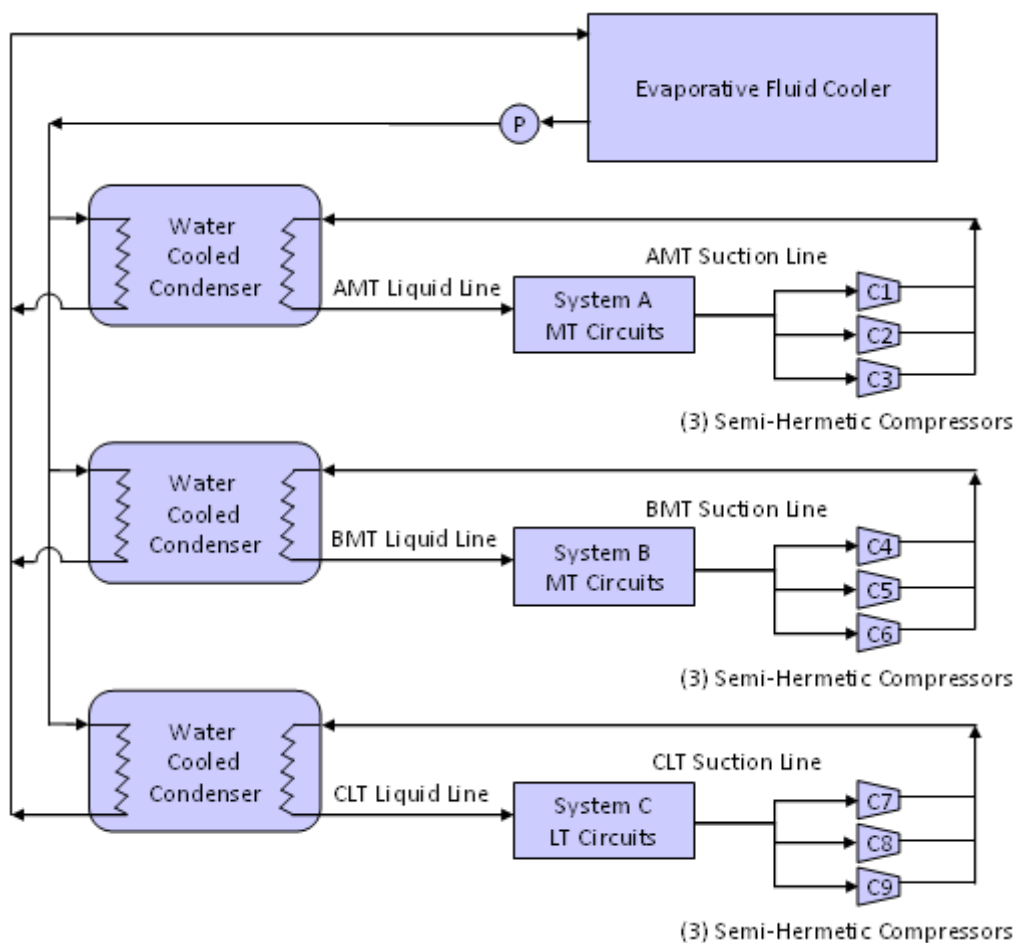 Evaporative Fluid Cooler
P
Water
Cooled
Condenser
AMT Liquid Line
System A
MT Circuits
AMT Suction Line
C1
C2
C3
(3) Semi-Hermetic Compressors
Water
Cooled
Condenser
BMT Liquid Line
System B
MT Circuits
BMT Suction Line
C4
C5
C6
(3) Semi-Hermetic Compressors
Water
Cooled
Condenser
CLT Liquid Line
System C
LT Circuits
CLT Suction Line
C7
C8
C9
(3) Semi-Hermetic Compressors